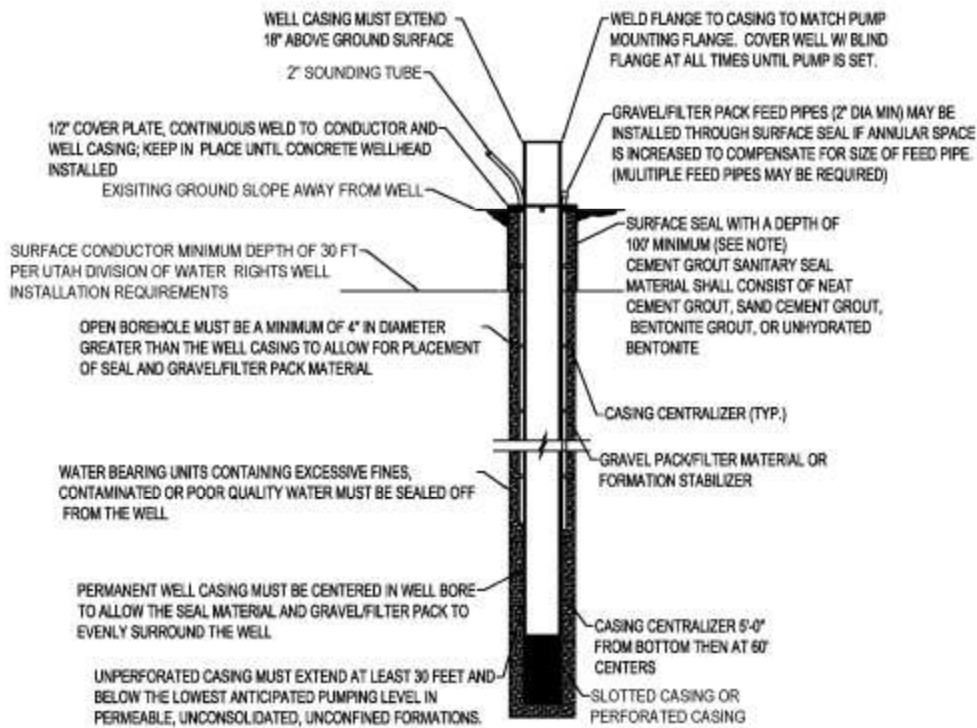 WELL CASING MUST EXTEND
18" ABOVE GROUND SURFACE
2" SOUNDING TUBE
1/2" COVER PLATE, CONTINUOUS WELD TO CONDUCTOR AND
WELL CASING; KEEP IN PLACE UNTIL CONCRETE WELLHEAD
INSTALLED
EXISITING GROUND SLOPE AWAY FROM WELL
SURFACE CONDUCTOR MINIMUM DEPTH OF 30 FT
PER UTAH DIVISION OF WATER RIGHTS WELL
INSTALLATION REQUIREMENTS
OPEN BOREHOLE MUST BE A MINIMUM OF 4" IN DIAMETER
GREATER THAN THE WELL CASING TO ALLOW FOR PLACEMENT
OF SEAL AND GRAVEL/FILTER PACK MATERIAL
WATER BEARING UNITS CONTAINING EXCESSIVE FINES,
CONTAMINATED OR POOR QUALITY WATER MUST BE SEALED OFF
FROM THE WELL
PERMANENT WELL CASING MUST BE CENTERED IN WELL BORE
TO ALLOW THE SEAL MATERIAL AND GRAVEL/FILTER PACK TO
EVENLY SURROUND THE WELL
UNPERFORATED CASING MUST EXTEND AT LEAST 30 FEET AND
BELOW THE LOWEST ANTICIPATED PUMPING LEVEL IN
PERMEABLE, UNCONSOLIDATED, UNCONFINED FORMATIONS.
WELD FLANGE TO CASING TO MATCH PUMP
MOUNTING FLANGE. COVER WELL W/ BLIND
FLANGE AT ALL TIMES UNTIL PUMP IS SET.
GRAVEL/FILTER PACK FEED PIPES (2" DIA MIN) MAY BE
INSTALLED THROUGH SURFACE SEAL IF ANNULAR SPACE
IS INCREASED TO COMPENSATE FOR SIZE OF FEED PIPE.
(MULITIPLE FEED PIPES MAY BE REQUIRED)
SURFACE SEAL WITH A DEPTH OF
100' MINIMUM (SEE NOTE)
CEMENT GROUT SANITARY SEAL
MATERIAL SHALL CONSIST OF NEAT
CEMENT GROUT, SAND CEMENT GROUT,
BENTONITE GROUT, OR UNHYDRATED
BENTONITE
CASING CENTRALIZER (TYP.)
GRAVEL PACK/FILTER MATERIAL OR
FORMATION STABILIZER
CASING CENTRALIZER 5'-0"
FROM BOTTOM THEN AT 60'
CENTERS
SLOTTED CASING OR
PERFORATED CASING